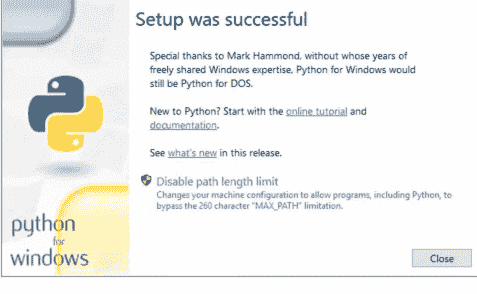 Setup was successful
Special thanks to Mark Hammond, without whose years of
freely shared Windows expertise, Python for Windows would
still be Python for DOS.
New to Python? Start with the online tutorial and
documentation.
See what's new in this release.
Disable path length limit
Changes your machine configuration to allow programs, including Python, to
bypass the 260 character "MAX_PATH" limitation.
python
for
windows
Close